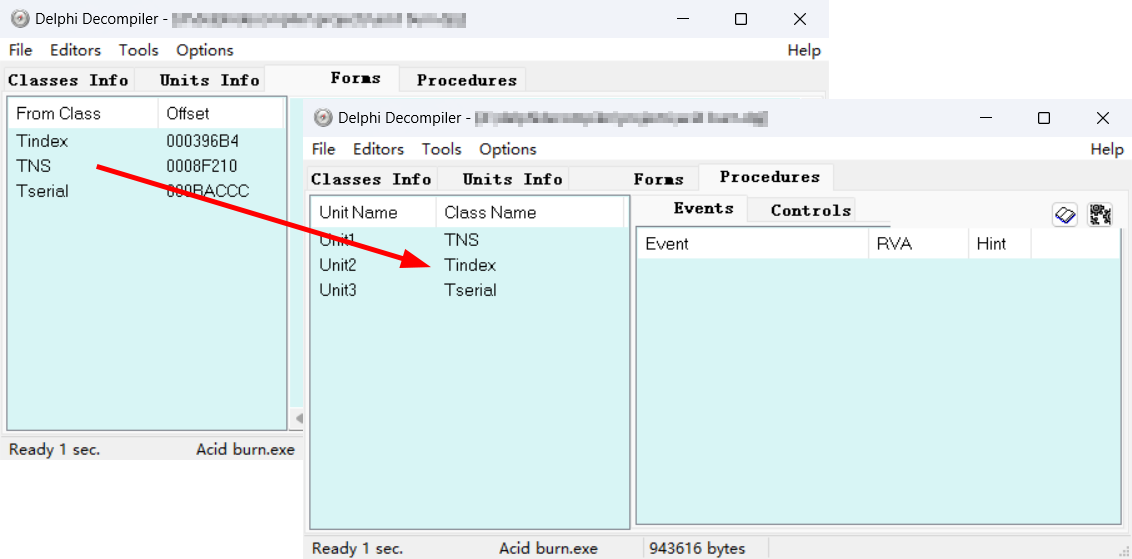 Delphi Decompiler -
File Editors Tools Options Help
Classes Info Units Info Forms Procedures
From Class Offset
Tindex 000396B4
TNS 0008F210
Tserial 000BACCC
Ready 1 sec. Acid burn.exe
Delphi Decompiler -
File Editors Tools Options Help
Classes Info Units Info Forms Procedures
Unit Name Class Name
Unit1 TNS
Unit2 Tindex
Unit3 Tserial
Events Controls
Event RVA Hint
Ready 1 sec. Acid burn.exe 943616 bytes